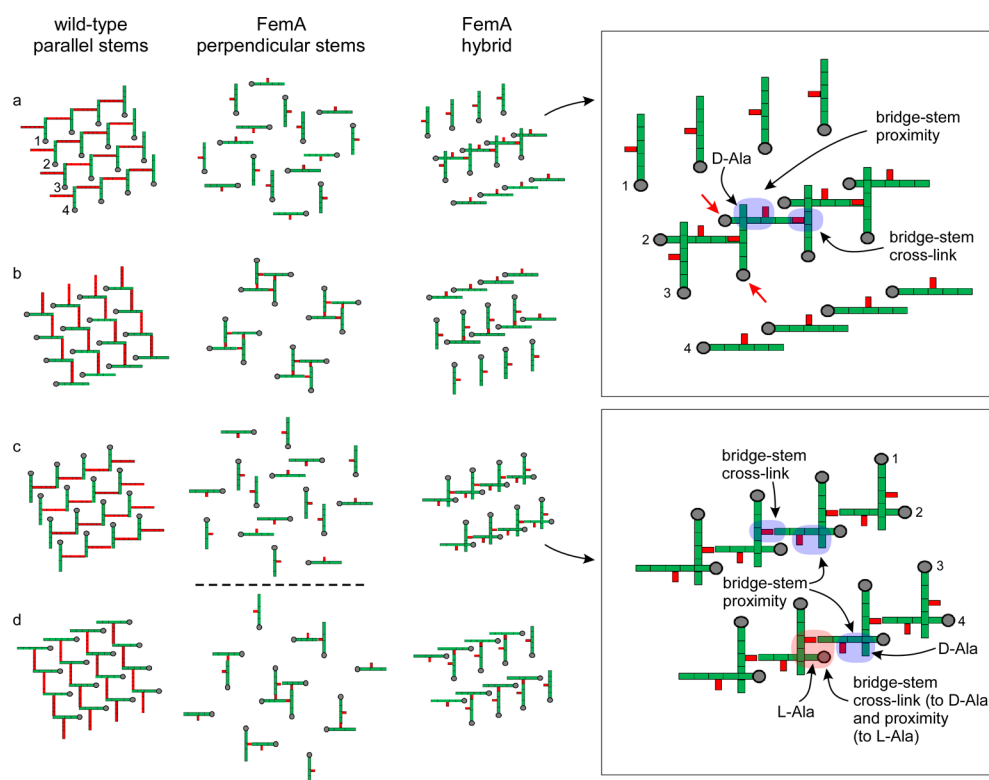 wild-type
parallel stems
FemA
perpendicular stems
FemA
hybrid
a
1
2
3
4
b
c
d
bridge-stem
proximity
D-Ala
1
2
bridge-stem
cross-link
3
4
bridge-stem
cross-link
1
2
bridge-stem
proximity
3
4
D-Ala
L-Ala
bridge-stem
cross-link (to D-Ala)
and proximity
(to L-Ala)